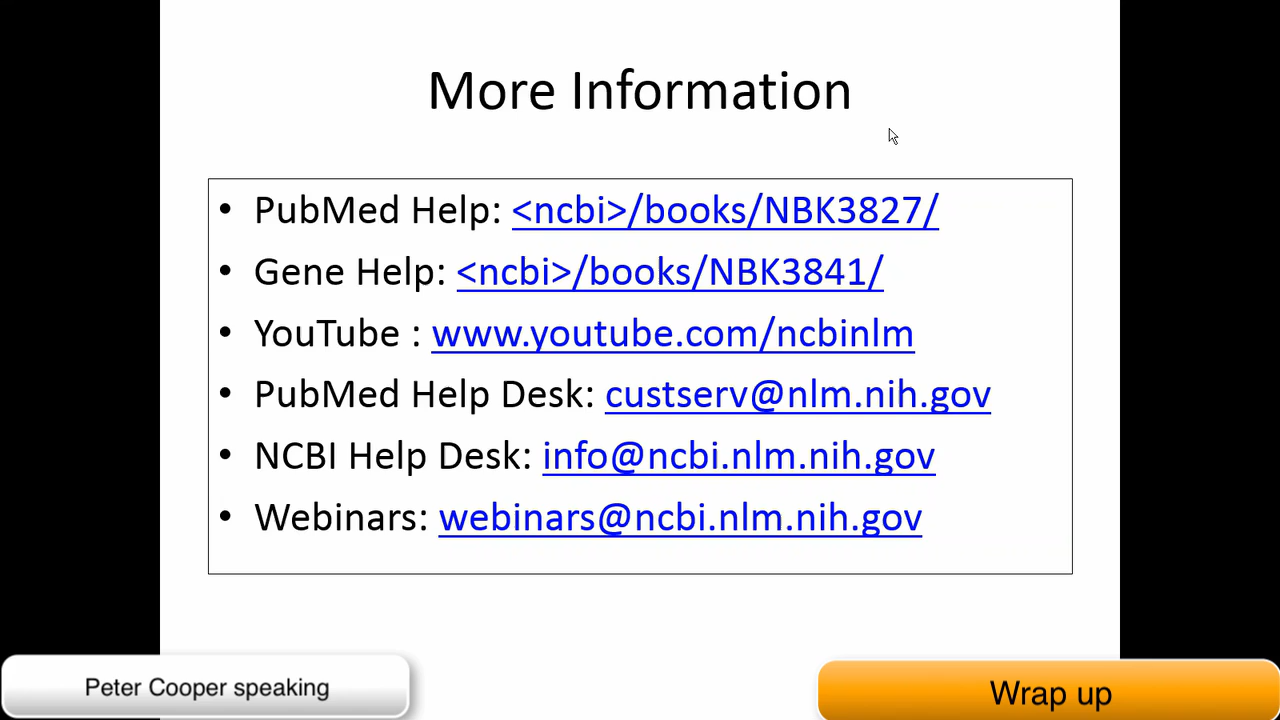 More Information
• PubMed Help: <ncbi>/books/NBK3827/
• Gene Help: <ncbi>/books/NBK3841/
• YouTube : www.youtube.com/ncbinlm
• PubMed Help Desk: custserv@nlm.nih.gov
• NCBI Help Desk: info@ncbi.nlm.nih.gov
• Webinars: webinars@ncbi.nlm.nih.gov
Peter Cooper speaking
Wrap up